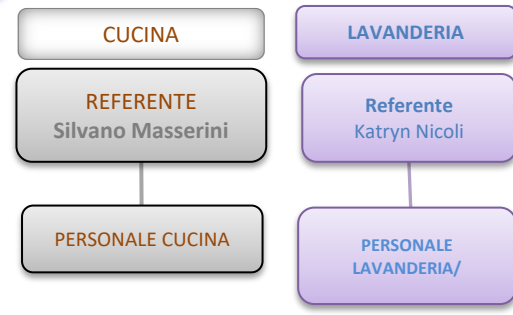 CUCINA
REFERENTE
Silvano Masserini
PERSONALE CUCINA
LAVANDERIA
Referente
Katryn Nicoli
PERSONALE
LAVANDERIA/